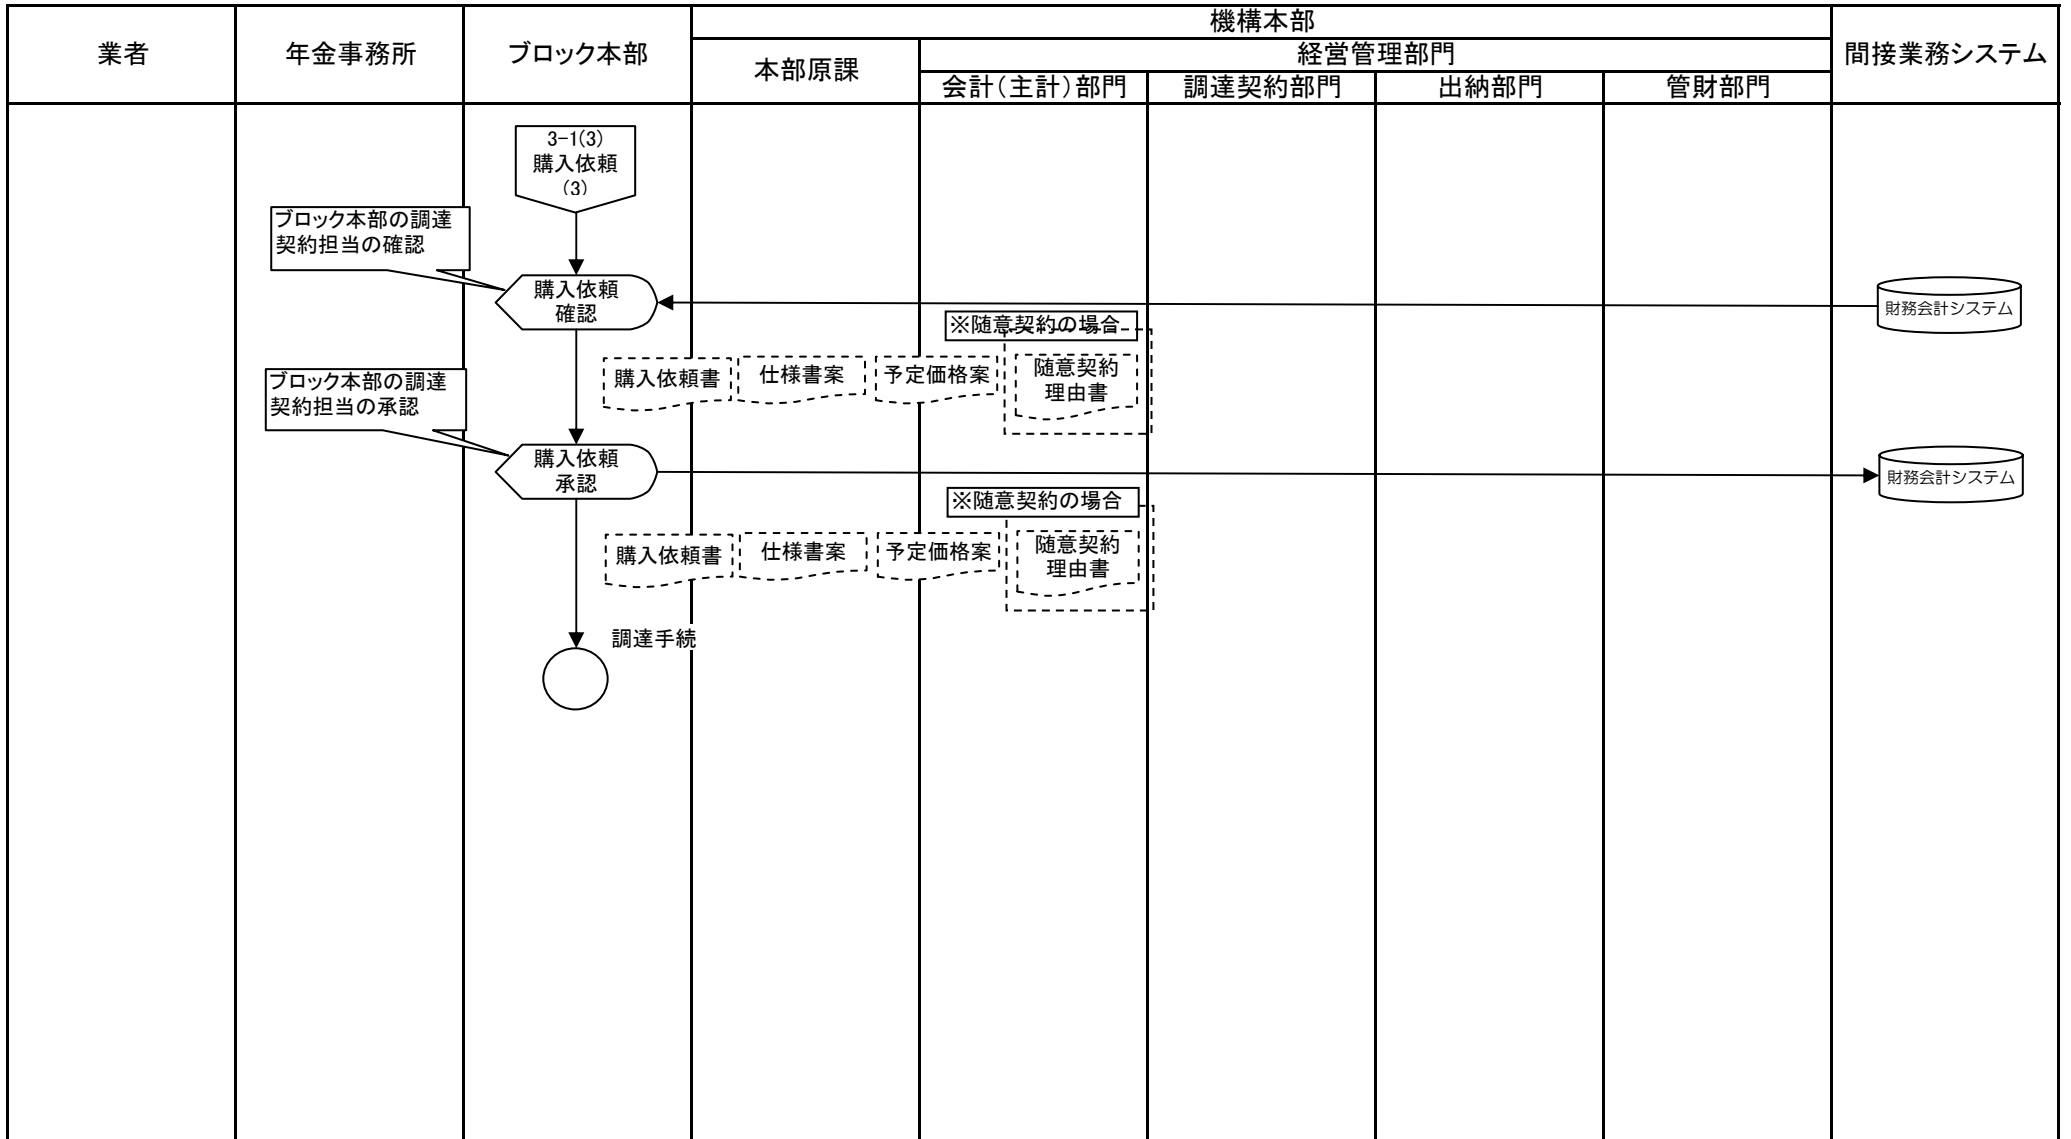 業者
年金事務所
ブロック本部
機構本部
本部原課
経営管理部門
会計(主計)部門
調達契約部門
出納部門
管財部門
間接業務システム
3-1(3)
購入依頼
(3)
ブロック本部の調達
契約担当の確認
購入依頼
確認
財務会計システム
※随意契約の場合
購入依頼書
仕様書案
予定価格案
随意契約
理由書
ブロック本部の調達
契約担当の承認
購入依頼
承認
財務会計システム
※随意契約の場合
購入依頼書
仕様書案
予定価格案
随意契約
理由書
調達手続